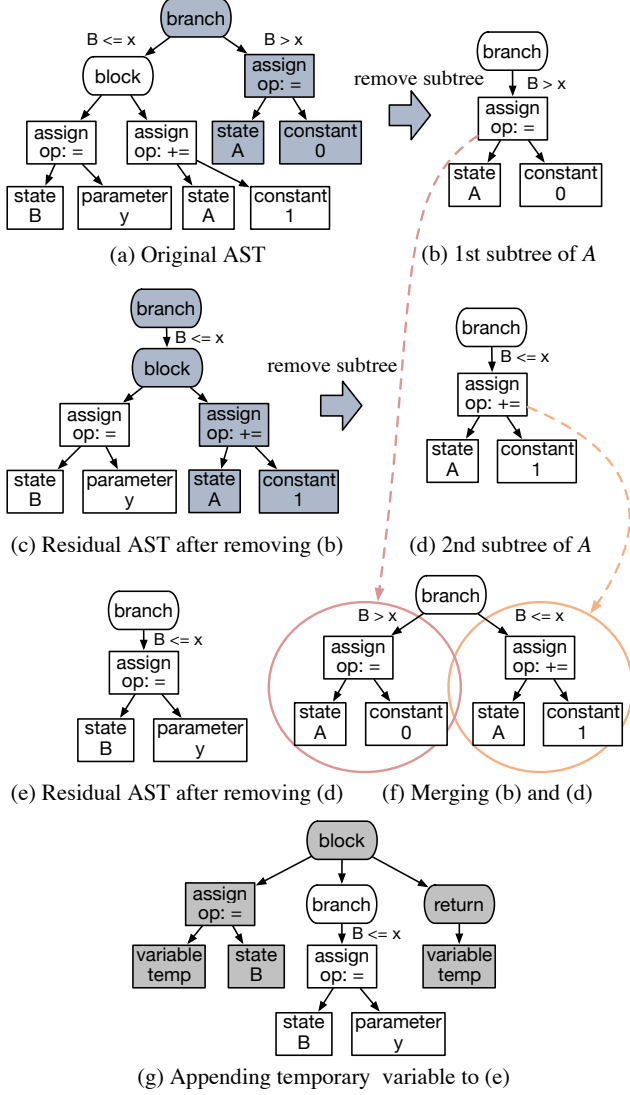 branch
B <= x
B > x
block
assign
op: =
assign
op: =
assign
op: +=
state
A
constant
0
state
B
parameter
y
state
A
constant
1
(a) Original AST
remove subtree
branch
B > x
assign
op: =
state
A
constant
0
(b) 1st subtree of A
branch
B <= x
block
assign
op: =
assign
op: +=
state
B
parameter
y
state
A
constant
1
(c) Residual AST after removing (b)
remove subtree
branch
B <= x
assign
op: +=
state
A
constant
1
(d) 2nd subtree of A
branch
B <= x
assign
op: =
state
B
parameter
y
(e) Residual AST after removing (d)
branch
B > x
B <= x
assign
op: =
assign
op: +=
state
A
constant
0
state
A
constant
1
(f) Merging (b) and (d)
block
assign
op: =
branch
return
B <= x
variable
temp
state
B
assign
op: =
variable
temp
state
B
parameter
y
(g) Appending temporary variable to (e)